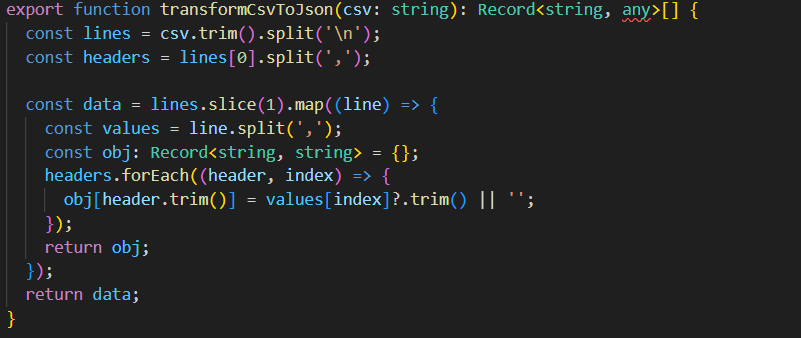 export function transformCsvToJson(csv: string): Record<string, any>[] {
  const lines = csv.trim().split('\n');
  const headers = lines[0].split(',');

  const data = lines.slice(1).map((line) => {
    const values = line.split(',');
    const obj: Record<string, string> = {};
    headers.forEach((header, index) => {
      obj[header.trim()] = values[index]?.trim() || '';
    });
    return obj;
  });
  return data;
}